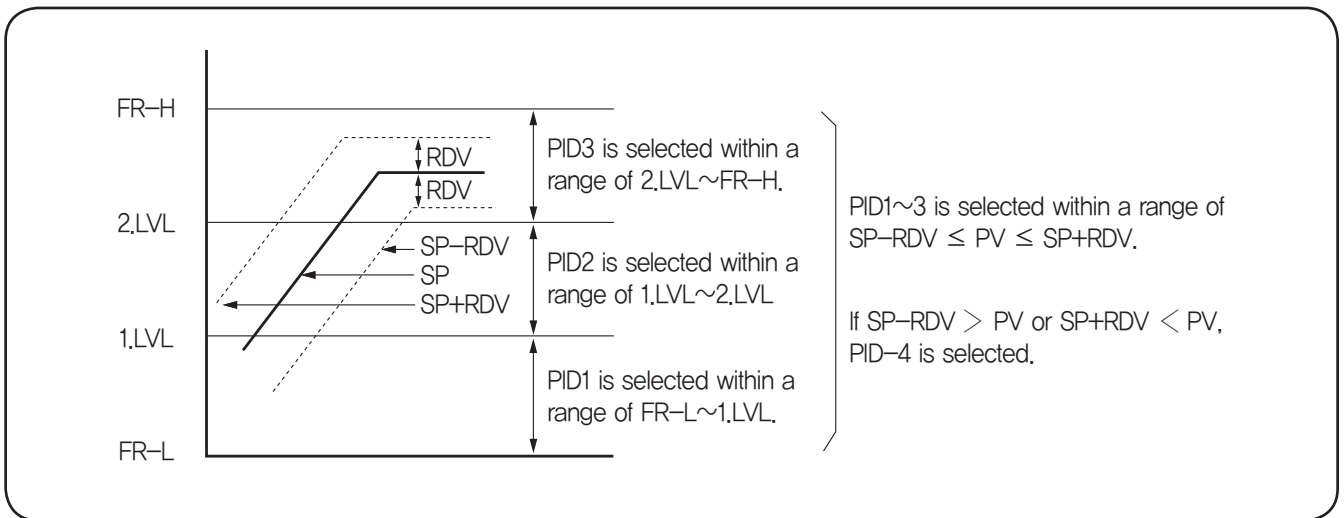 FR-H
2.LVL
1.LVL
FR-L
RDV
RDV
SP-RDV
SP
SP+RDV
PID3 is selected within a
range of 2.LVL~FR-H.
PID2 is selected within a
range of 1.LVL~2.LVL
PID1 is selected within a
range of FR-L~1.LVL.
PID1~3 is selected within a range of
SP-RDV ≤ PV ≤ SP+RDV.
If SP-RDV > PV or SP+RDV < PV,
PID-4 is selected.